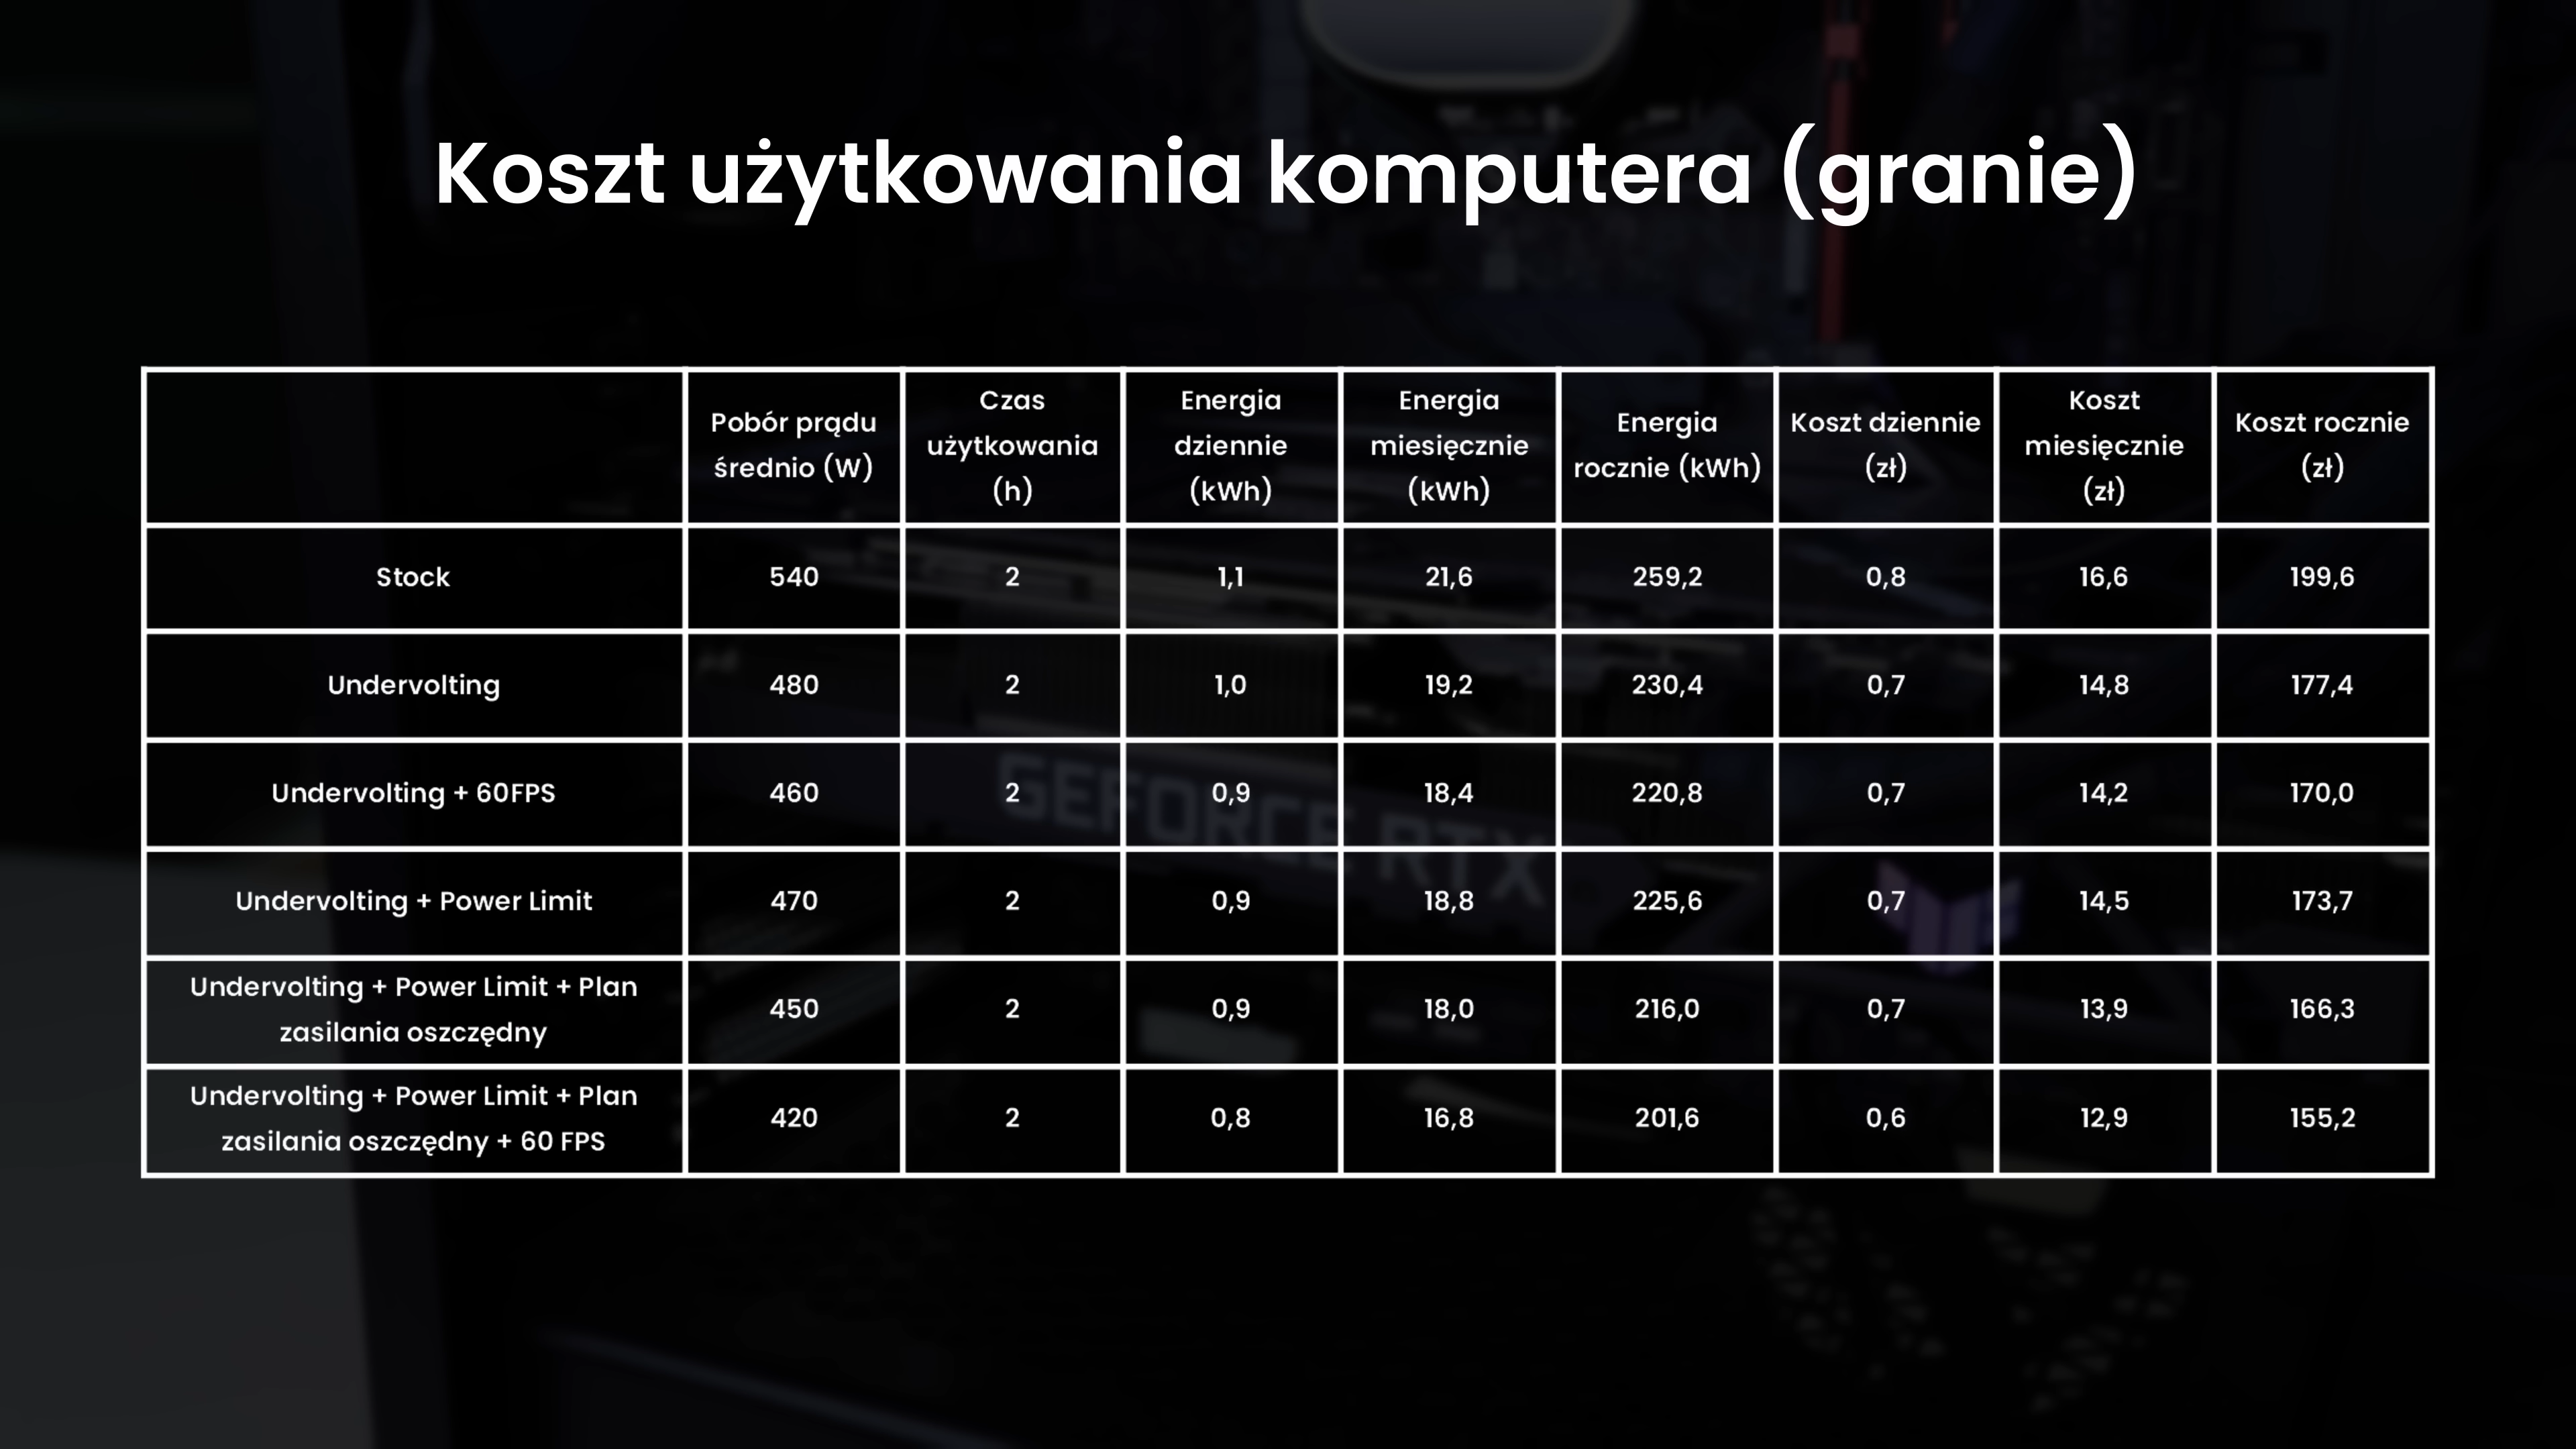 Koszt użytkowania komputera (granie)
Pobór prądu
średnio (W)
Czas
użytkowania
(h)
Energia
dziennie
(kWh)
Energia
miesięcznie
(kWh)
Energia
rocznie (kWh)
Koszt dziennie
(zł)
Koszt
miesięcznie
(zł)
Koszt rocznie
(zł)
Stock 540 2 1,1 21,6 259,2 0,8 16,6 199,6
Undervolting 480 2 1,0 19,2 230,4 0,7 14,8 177,4
Undervolting + 60FPS 460 2 0,9 18,4 220,8 0,7 14,2 170,0
Undervolting + Power Limit 470 2 0,9 18,8 225,6 0,7 14,5 173,7
Undervolting + Power Limit + Plan
zasilania oszczędny
450 2 0,9 18,0 216,0 0,7 13,9 166,3
Undervolting + Power Limit + Plan
zasilania oszczędny + 60 FPS
420 2 0,8 16,8 201,6 0,6 12,9 155,2
GEFORCE RTX